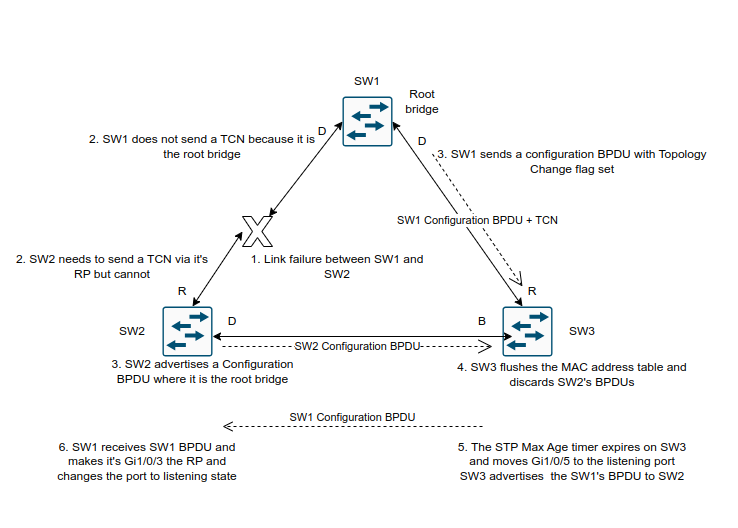 SW1
Root
bridge
D
2. SW1 does not send a TCN because it is
the root bridge
D
3. SW1 sends a configuration BPDU with Topology
Change flag set
SW1 Configuration BPDU + TCN
2. SW2 needs to send a TCN via it's
RP but cannot
1. Link failure between SW1 and
SW2
R
R
SW2
D
B
SW3
SW2 Configuration BPDU
3. SW2 advertises a Configuration
BPDU where it is the root bridge
4. SW3 flushes the MAC address table and
discards SW2's BPDUs
SW1 Configuration BPDU
6. SW1 receives SW1 BPDU and
makes it's Gi1/0/3 the RP and
changes the port to listening state
5. The STP Max Age timer expires on SW3
and moves Gi1/0/5 to the listening port
SW3 advertises the SW1's BPDU to SW2